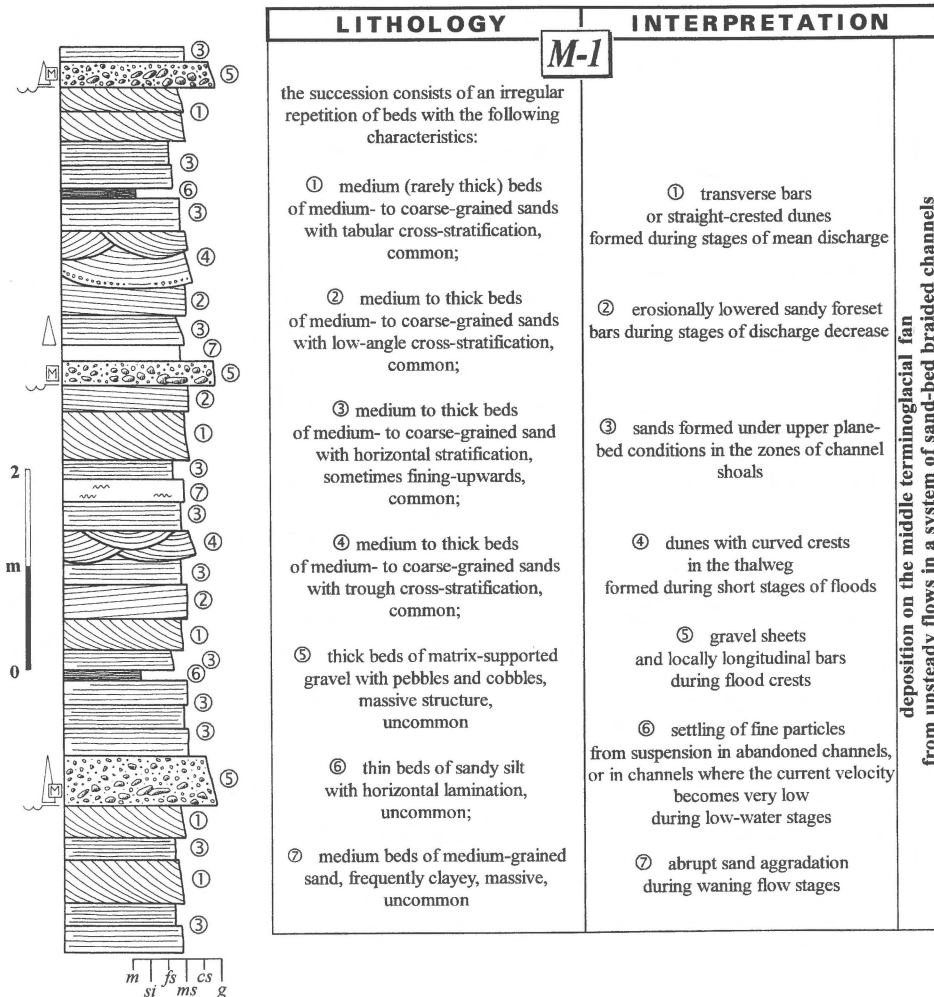 LITHOLOGY
INTERPRETATION
M-1
the succession consists of an irregular
repetition of beds with the following
characteristics:
① medium (rarely thick) beds
of medium- to coarse-grained sands
with tabular cross-stratification,
common;
② medium to thick beds
of medium- to coarse-grained sands
with low-angle cross-stratification,
common;
③ medium to thick beds
of medium- to coarse-grained sand
with horizontal stratification,
sometimes fining-upwards,
common;
④ medium to thick beds
of medium- to coarse-grained sands
with trough cross-stratification,
common;
⑤ thick beds of matrix-supported
gravel with pebbles and cobbles,
massive structure,
uncommon
⑥ thin beds of sandy silt
with horizontal lamination,
uncommon;
⑦ medium beds of medium-grained
sand, frequently clayey, massive,
uncommon
① transverse bars
or straight-crested dunes
formed during stages of mean discharge
② erosionally lowered sandy foreset
bars during stages of discharge decrease
③ sands formed under upper plane-
bed conditions in the zones of channel
shoals
④ dunes with curved crests
in the thalweg
formed during short stages of floods
⑤ gravel sheets
and locally longitudinal bars
during flood crests
⑥ settling of fine particles
from suspension in abandoned channels,
or in channels where the current velocity
becomes very low
during low-water stages
⑦ abrupt sand aggradation
during waning flow stages
deposition on the middle terminoglacial fan
from unsteady flows in a system of sand-bed braided channels
③
M
⑤
①
③
⑥
③
④
②
③
⑦
M
⑤
②
①
③
⑦
③
④
③
②
①
③
⑥
③
③
M
⑤
①
③
①
③
2
m
0
m
si
fs
ms
cs
g